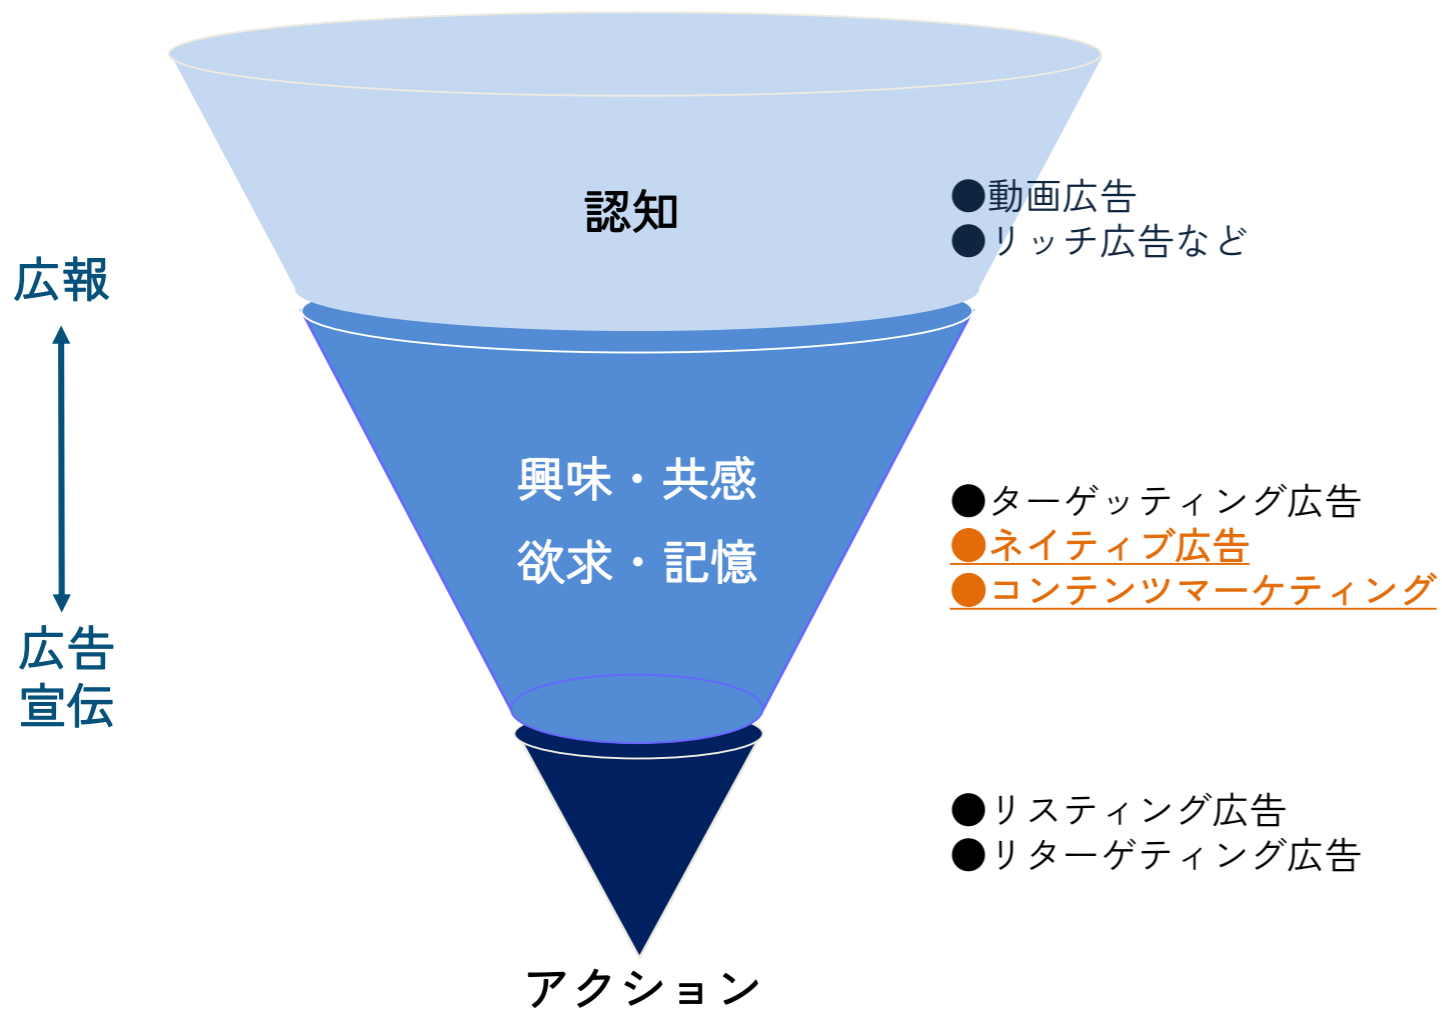 認知
●動画広告
●リッチ広告など
広報
興味・共感
欲求・記憶
●ターゲッティング広告
●ネイティブ広告
●コンテンツマーケティング
広告
宣伝
●リスティング広告
●リターゲティング広告
アクション